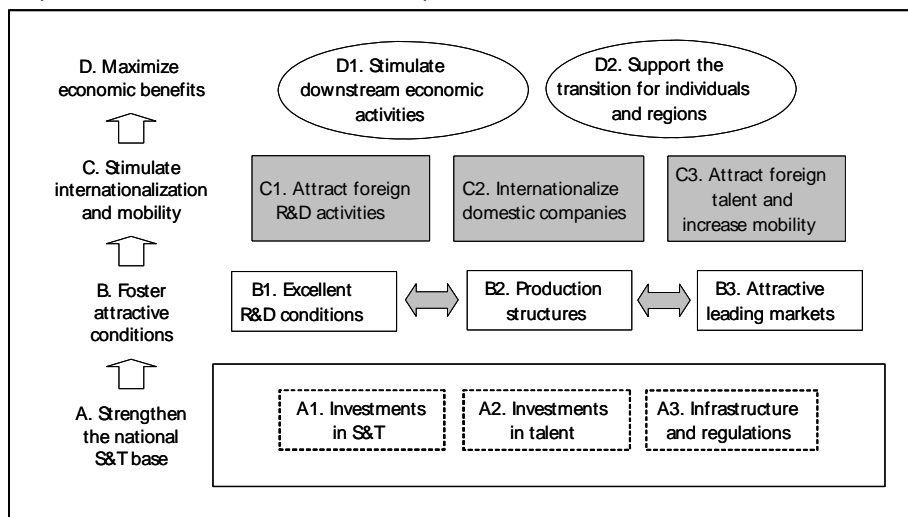 D. Maximize
economic benefits
D1. Stimulate
downstream economic
activities
D2. Support the
transition for individuals
and regions
C. Stimulate
internationalization
and mobility
C1. Attract foreign
R&D activities
C2. Internationalize
domestic companies
C3. Attract foreign
talent and
increase mobility
B. Foster
attractive
conditions
B1. Excellent
R&D conditions
B2. Production
structures
B3. Attractive
leading markets
A. Strengthen
the national
S&T base
A1. Investments
in S&T
A2. Investments
in talent
A3. Infrastructure
and regulations